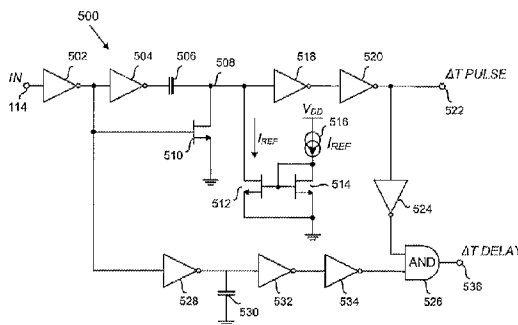 500
502
504
506
508
518
520
ΔT PULSE
IN
114
522
V_DD
516
I_REF
I_REF
510
512
514
524
AND
ΔT DELAY
528
530
532
534
526
536